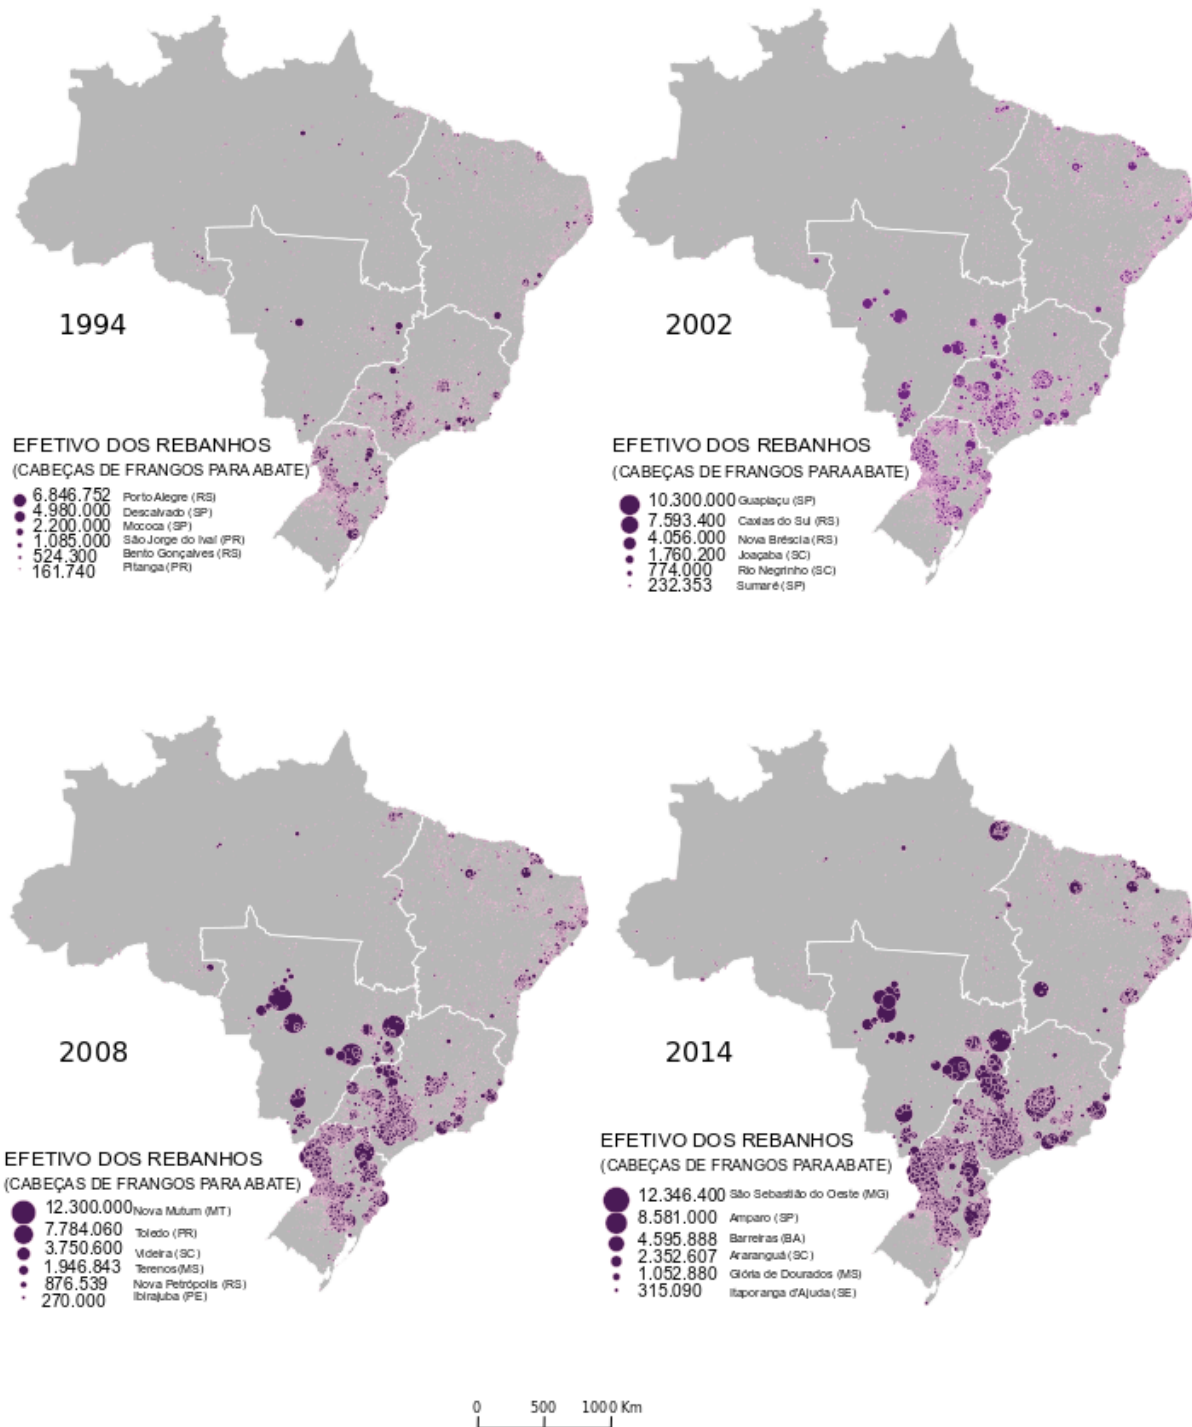 1994
EFETIVO DOS REBANHOS
(CABEÇAS DE FRANGOS PARA ABATE)
6.846.752 Porto Alegre (RS)
4.980.000 Descalvado (SP)
2.200.000 Mococa (SP)
1.085.000 São Jorge do Ivaí (PR)
524.300 Bento Gonçalves (RS)
161.740 Pitanga (PR)
2002
EFETIVO DOS REBANHOS
(CABEÇAS DE FRANGOS PARA ABATE)
10.300.000 Guapiaçu (SP)
7.593.400 Caxias do Sul (RS)
4.056.000 Nova Bréscia (RS)
1.760.200 Joaçaba (SC)
774.000 Rio Negrinho (SC)
232.353 Sumaré (SP)
2008
EFETIVO DOS REBANHOS
(CABEÇAS DE FRANGOS PARA ABATE)
12.300.000 Nova Mutum (MT)
7.784.060 Toledo (PR)
3.750.600 Videira (SC)
1.946.843 Terenos (MS)
876.539 Nova Petrópolis (RS)
270.000 Ibirajuba (PE)
2014
EFETIVO DOS REBANHOS
(CABEÇAS DE FRANGOS PARA ABATE)
12.346.400 São Sebastião do Oeste (MG)
8.581.000 Amparo (SP)
4.595.888 Barreiras (BA)
2.352.607 Araranguá (SC)
1.052.880 Glória de Dourados (MS)
315.090 Itaporanga d'Ajuda (SE)
0 500 1000 Km